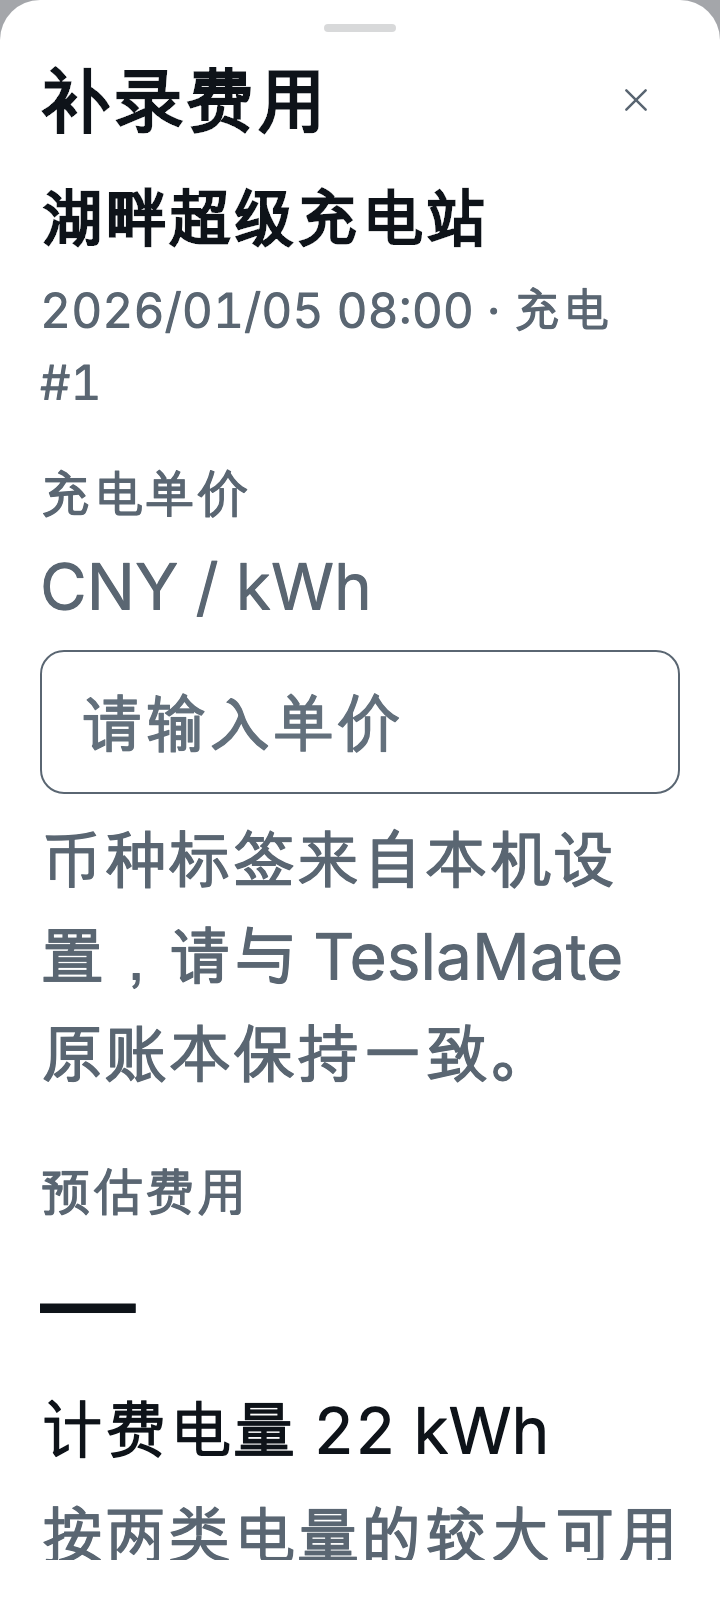 补录费用
湖畔超级充电站
2026/01/05 08:00 · 充电
#1
充电单价
CNY / kWh
请输入单价
币种标签来自本机设
置，请与 TeslaMate
原账本保持一致。
预估费用
—
计费电量 22 kWh
按两类电量的较大可用